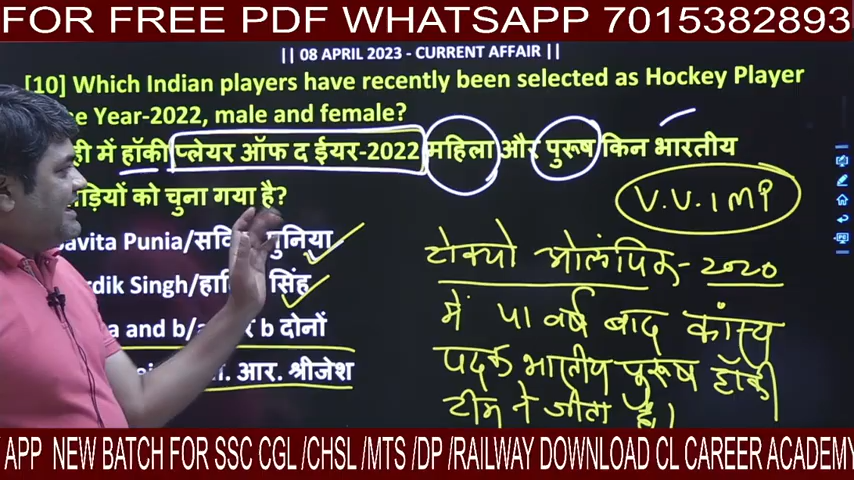 FOR FREE PDF WHATSAPP 7015382893
|| 08 APRIL 2023 - CURRENT AFFAIR ||
[10] Which Indian players have recently been selected as Hockey Player
Year-2022, male and female?
में हॉकी प्लेयर ऑफ द ईयर-2022 महिला और पुरूष किन भारतीय
को चुना गया है?
V.V.IMP
Punia/
टोक्यो ओलंपिक - 2020
Singh/ सिंह
में 41 वर्ष बाद कांस्य
and b/ b दोनों
पदक भारतीय पुरूष हॉकी
आर. श्रीजेश
टीम ने जीता है।
APP NEW BATCH FOR SSC CGL /CHSL /MTS /DP /RAILWAY DOWNLOAD CL CAREER ACADEMY